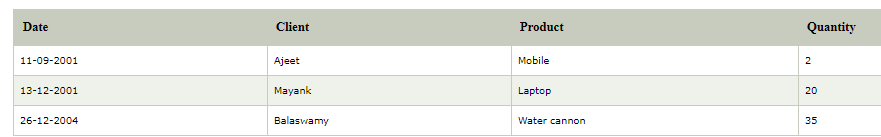 Date Client Product Quantity
11-09-2001 Ajeet Mobile 2
13-12-2001 Mayank Laptop 20
26-12-2004 Balaswamy Water cannon 35